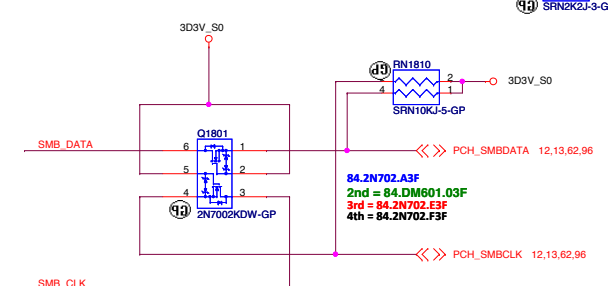 SRN2K2J-3-G
3D3V_S0
RN1810
2
3D3V_S0
4
1
SRN10KJ-5-GP
Q1801
SMB_DATA
6
1
PCH_SMBDATA 12,13,62,96
5
2
84.2N702.A3F
4
3
2nd = 84.DM601.03F
3rd = 84.2N702.E3F
2N7002KDW-GP
4th = 84.2N702.F3F
PCH_SMBCLK 12,13,62,96
SMB_CLK